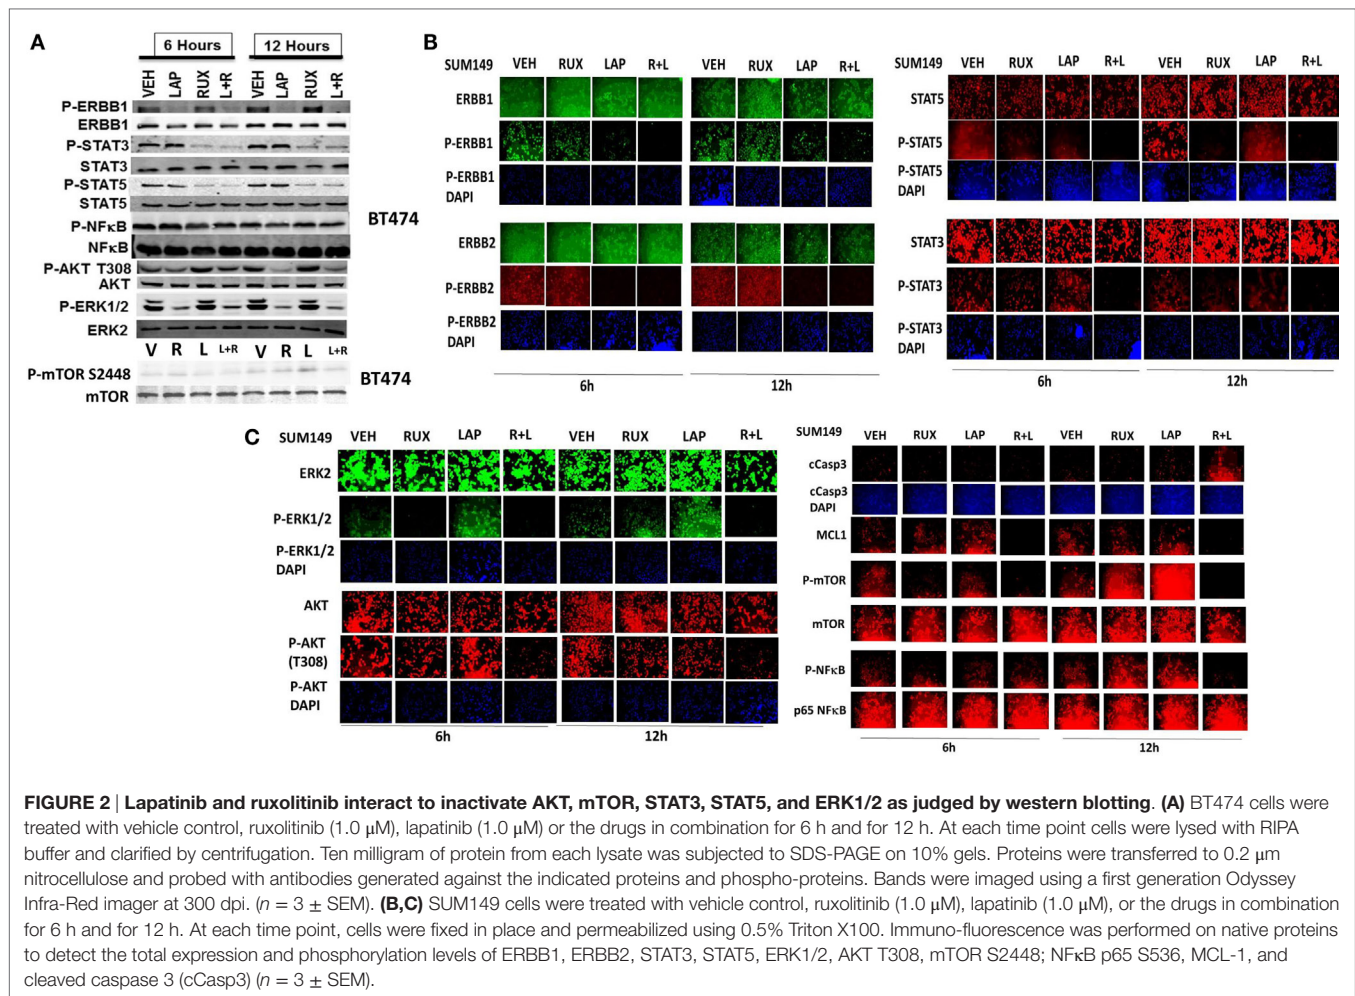 A
6 Hours 12 Hours
VEH LAP RUX L+R VEH LAP RUX L+R
P-ERBB1
ERBB1
P-STAT3
STAT3
P-STAT5
STAT5
P-NFκB
NFκB
P-AKT T308
AKT
P-ERK1/2
ERK2
BT474
V R L L+R V R L L+R
P-mTOR S2448
mTOR
BT474
B
SUM149 VEH RUX LAP R+L VEH RUX LAP R+L
ERBB1
P-ERBB1
P-ERBB1
DAPI
ERBB2
P-ERBB2
P-ERBB2
DAPI
6h 12h
SUM149 VEH RUX LAP R+L VEH RUX LAP R+L
STAT5
P-STAT5
P-STAT5
DAPI
STAT3
P-STAT3
P-STAT3
DAPI
6h 12h
C
SUM149 VEH RUX LAP R+L VEH RUX LAP R+L
ERK2
P-ERK1/2
P-ERK1/2
DAPI
AKT
P-AKT
(T308)
P-AKT
DAPI
6h 12h
SUM149 VEH RUX LAP R+L VEH RUX LAP R+L
cCasp3
cCasp3
DAPI
MCL1
P-mTOR
mTOR
P-NFκB
p65 NFκB
6h 12h
FIGURE 2 | Lapatinib and ruxolitinib interact to inactivate AKT, mTOR, STAT3, STAT5, and ERK1/2 as judged by western blotting. (A) BT474 cells were
treated with vehicle control, ruxolitinib (1.0 μM), lapatinib (1.0 μM) or the drugs in combination for 6 h and for 12 h. At each time point cells were lysed with RIPA
buffer and clarified by centrifugation. Ten milligram of protein from each lysate was subjected to SDS-PAGE on 10% gels. Proteins were transferred to 0.2 μm
nitrocellulose and probed with antibodies generated against the indicated proteins and phospho-proteins. Bands were imaged using a first generation Odyssey
Infra-Red imager at 300 dpi. (n = 3 ± SEM). (B,C) SUM149 cells were treated with vehicle control, ruxolitinib (1.0 μM), lapatinib (1.0 μM), or the drugs in combination
for 6 h and for 12 h. At each time point, cells were fixed in place and permeabilized using 0.5% Triton X100. Immuno-fluorescence was performed on native proteins
to detect the total expression and phosphorylation levels of ERBB1, ERBB2, STAT3, STAT5, ERK1/2, AKT T308, mTOR S2448; NFκB p65 S536, MCL-1, and
cleaved caspase 3 (cCasp3) (n = 3 ± SEM).